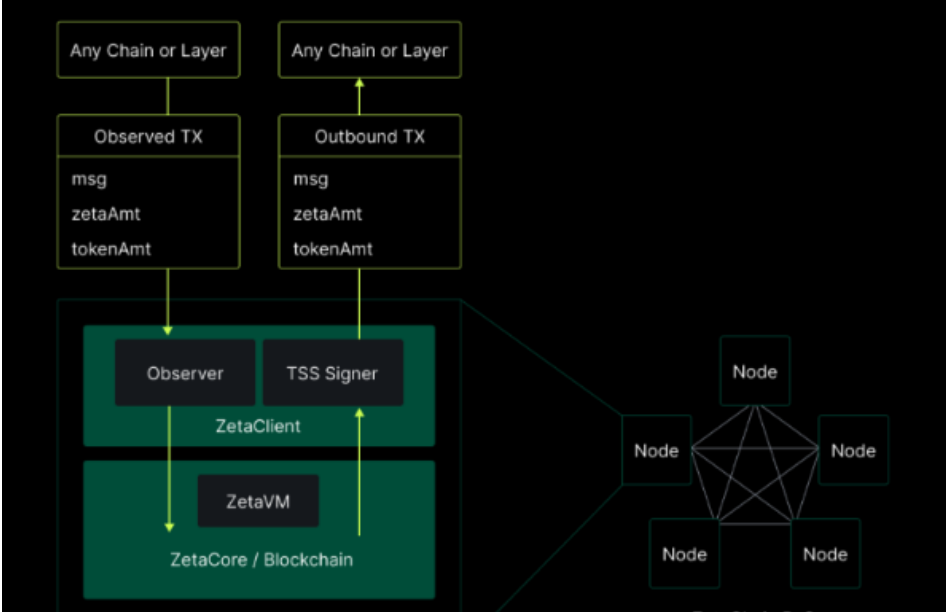 Any Chain or Layer
Any Chain or Layer
Observed TX
msg
zetaAmt
tokenAmt
Outbound TX
msg
zetaAmt
tokenAmt
Observer
TSS Signer
ZetaClient
ZetaVM
ZetaCore / Blockchain
Node
Node
Node
Node
Node